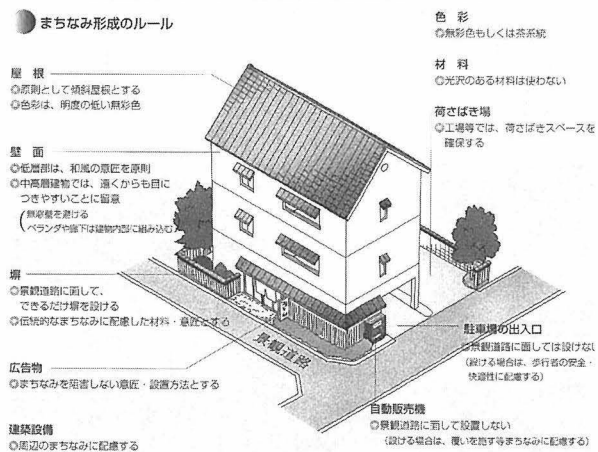 まちなみ形成のルール
屋 根
◎原則として傾斜屋根とする
◎色彩は、明度の低い無彩色
壁 面
◎低層部は、和風の意匠を原則
◎中高層建物では、遠くからも目に
つきやすいことに留意
(無窓壁を避ける
ベランダや廊下は建物内部に組み込む)
塀
◎景観道路に面して、
できるだけ塀を設ける
◎伝統的なまちなみに配慮した材料・意匠とする
広告物
◎まちなみを阻害しない意匠・設置方法とする
建築設備
◎周辺のまちなみに配慮する
景観道路
色 彩
◎無彩色もしくは茶系統
材 料
◎光沢のある材料は使わない
荷さばき場
◎工場等では、荷さばきスペースを
確保する
駐車場の出入口
◎景観道路に面しては設けない
(設ける場合は、歩行者の安全・
快適性に配慮する)
自動販売機
◎景観道路に面して設置しない
(設ける場合は、覆いを施す等まちなみに配慮する)